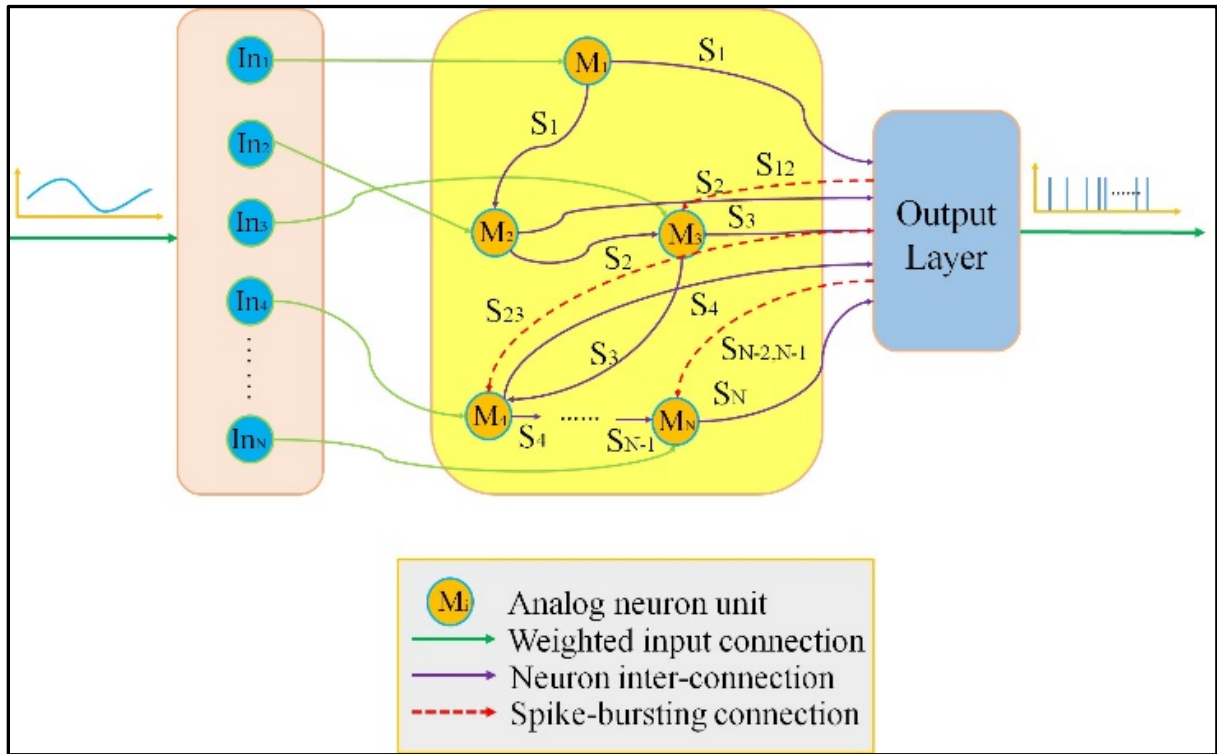 In1
In2
In3
In4
InN
M1
S1
S1
S12
S2
M2
M3
S3
S2
S23
S4
S3
SN-2,N-1
SN
M4
S4
......
SN-1
MN
Output
Layer
......
Mi Analog neuron unit
Weighted input connection
Neuron inter-connection
Spike-bursting connection